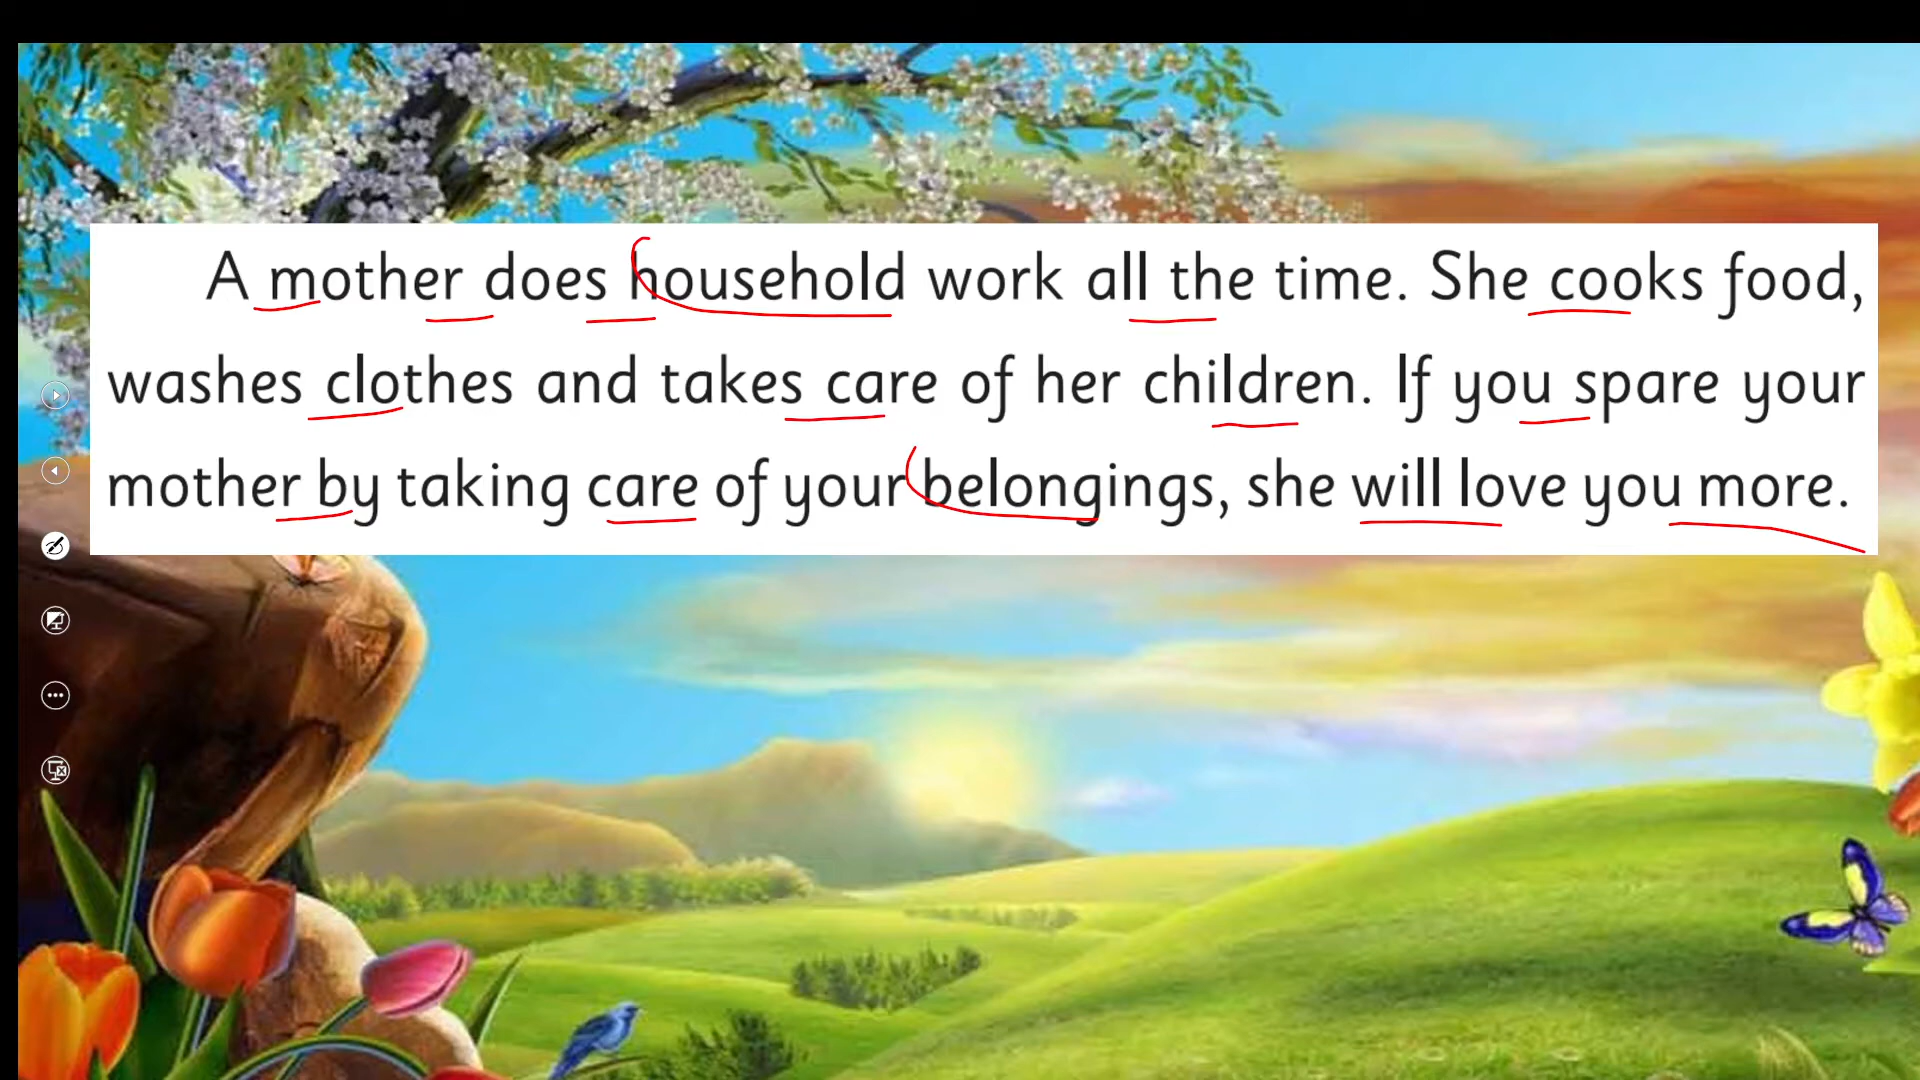 A mother does household work all the time. She cooks food,
washes clothes and takes care of her children. If you spare your
mother by taking care of your belongings, she will love you more.